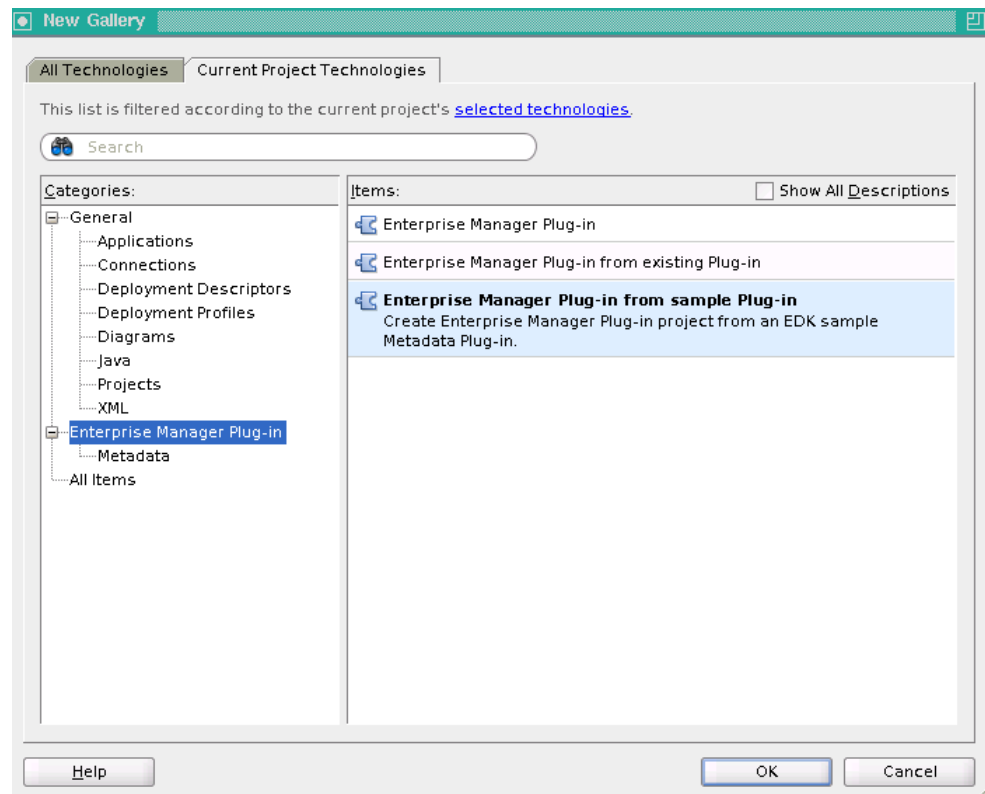 New Gallery
All Technologies
Current Project Technologies
This list is filtered according to the current project's selected technologies.
Search
Categories:
General
Applications
Connections
Deployment Descriptors
Deployment Profiles
Diagrams
Java
Projects
XML
Enterprise Manager Plug-in
Metadata
All Items
Items:
Show All Descriptions
Enterprise Manager Plug-in
Enterprise Manager Plug-in from existing Plug-in
Enterprise Manager Plug-in from sample Plug-in
Create Enterprise Manager Plug-in project from an EDK sample
Metadata Plug-in.
Help
OK
Cancel